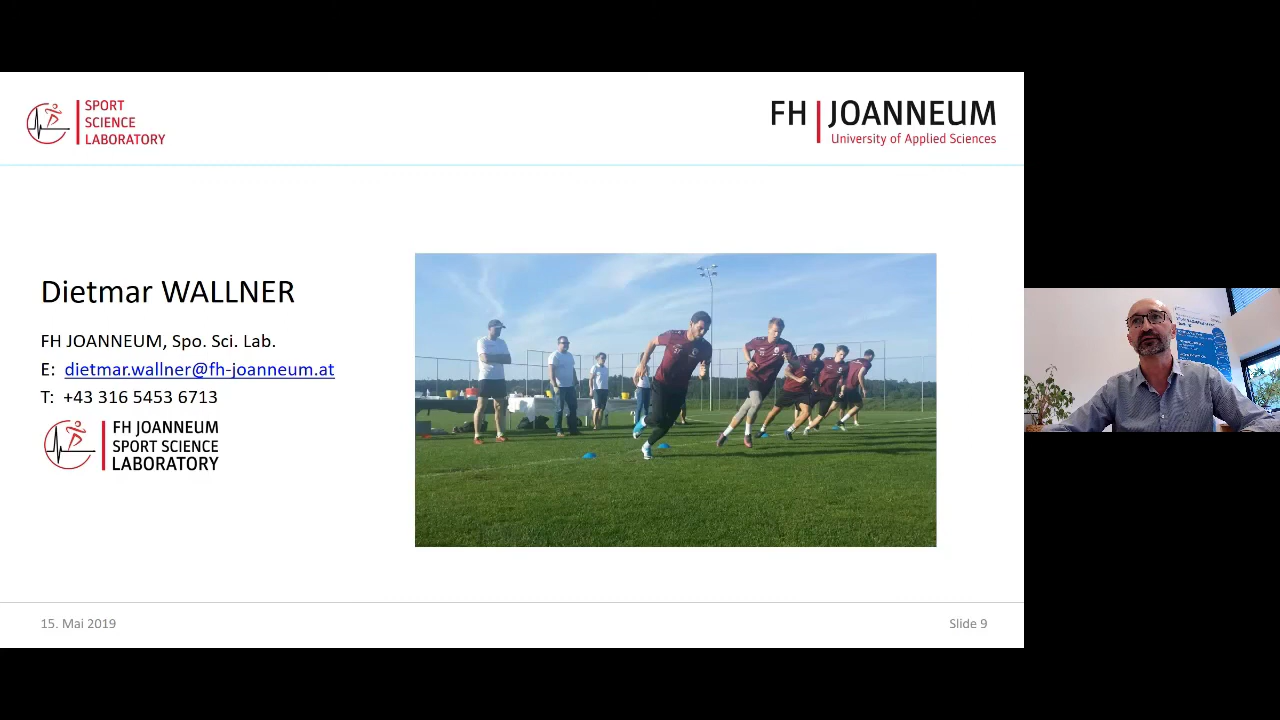 SPORT
SCIENCE
LABORATORY
FH JOANNEUM
University of Applied Sciences
Dietmar WALLNER
FH JOANNEUM, Spo. Sci. Lab.
E: dietmar.wallner@fh-joanneum.at
T: +43 316 5453 6713
FH JOANNEUM
SPORT SCIENCE
LABORATORY
15. Mai 2019
Slide 9